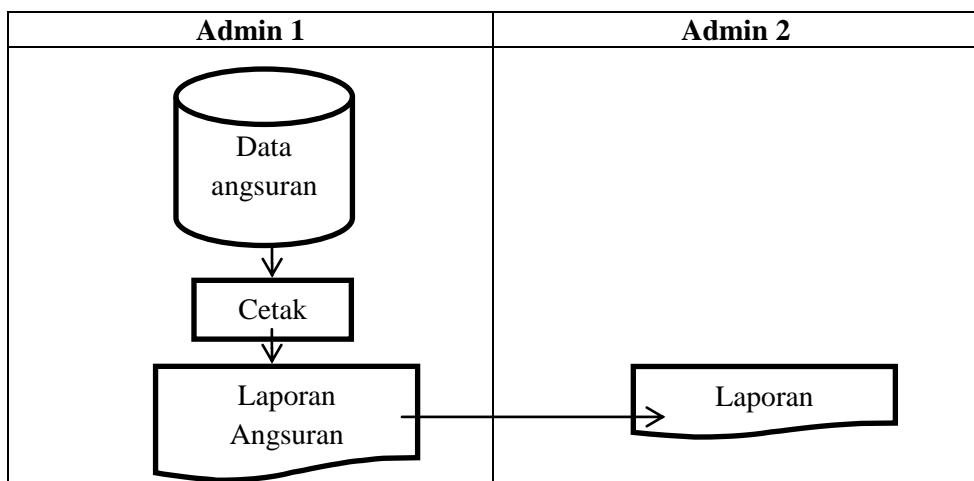 Admin 1
Admin 2
Data
angsuran
Cetak
Laporan
Angsuran
Laporan